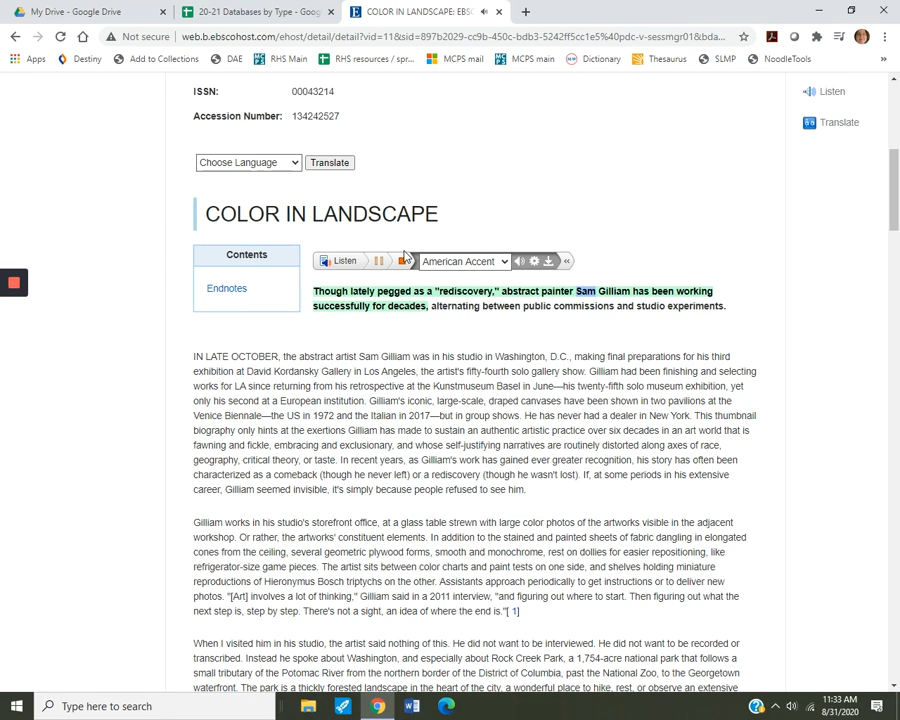 My Drive - Google Drive
20-21 Databases by Type - Goog
COLOR IN LANDSCAPE: EBSC
Not secure | web.b.ebscohost.com/ehost/detail/detail?vid=11&sid=897b2029-cc9b-450c-bdb3-5242ff5cc1e5%40pdc-v-sessmgr01&bda...
Apps Destiny Add to Collections DAE RHS Main RHS resources / spr... MCPS mail MCPS main Dictionary Thesaurus SLMP NoodleTools »
ISSN: 00043214
Listen
Accession Number: 134242527
Translate
Choose Language Translate
COLOR IN LANDSCAPE
Contents
Endnotes
Listen American Accent «
Though lately pegged as a "rediscovery," abstract painter Sam Gilliam has been working
successfully for decades, alternating between public commissions and studio experiments.
IN LATE OCTOBER, the abstract artist Sam Gilliam was in his studio in Washington, D.C., making final preparations for his third
exhibition at David Kordansky Gallery in Los Angeles, the artist's fifty-fourth solo gallery show. Gilliam had been finishing and selecting
works for LA since returning from his retrospective at the Kunstmuseum Basel in June—his twenty-fifth solo museum exhibition, yet
only his second at a European institution. Gilliam's iconic, large-scale, draped canvases have been shown in two pavilions at the
Venice Biennale—the US in 1972 and the Italian in 2017—but in group shows. He has never had a dealer in New York. This thumbnail
biography only hints at the exertions Gilliam has made to sustain an authentic artistic practice over six decades in an art world that is
fawning and fickle, embracing and exclusionary, and whose self-justifying narratives are routinely distorted along axes of race,
geography, critical theory, or taste. In recent years, as Gilliam's work has gained ever greater recognition, his story has often been
characterized as a comeback (though he never left) or a rediscovery (though he wasn't lost). If, at some periods in his extensive
career, Gilliam seemed invisible, it's simply because people refused to see him.
Gilliam works in his studio's storefront office, at a glass table strewn with large color photos of the artworks visible in the adjacent
workshop. Or rather, the artworks' constituent elements. In addition to the stained and painted sheets of fabric dangling in elongated
cones from the ceiling, several geometric plywood forms, smooth and monochrome, rest on dollies for easier repositioning, like
refrigerator-size game pieces. The artist sits between color charts and paint tests on one side, and shelves holding miniature
reproductions of Hieronymus Bosch triptychs on the other. Assistants approach periodically to get instructions or to deliver new
photos. "[Art] involves a lot of thinking," Gilliam said in a 2011 interview, "and figuring out where to start. Then figuring out what the
next step is, step by step. There's not a sight, an idea of where the end is."[ 1]
When I visited him in his studio, the artist said nothing of this. He did not want to be interviewed. He did not want to be recorded or
transcribed. Instead he spoke about Washington, and especially about Rock Creek Park, a 1,754-acre national park that follows a
small tributary of the Potomac River from the northern border of the District of Columbia, past the National Zoo, to the Georgetown
waterfront. The park is a thickly forested landscape in the heart of the city, a wonderful place to hike, rest, or observe an extensive
Type here to search
11:33 AM
8/31/2020